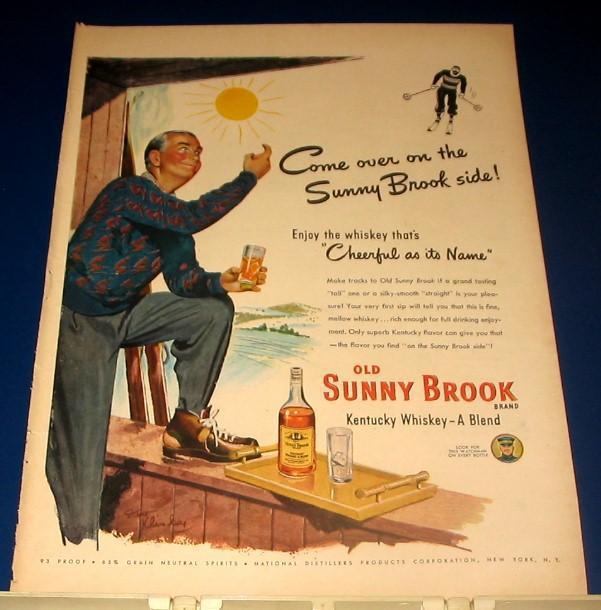 Come over on the
Sunny Brook side!
Enjoy the whiskey that's
"Cheerful as its Name"
Make tracks to Old Sunny Brook if a grand tasting
"tall" one or a silky-smooth "straight" is your plea-
sure! Your very first sip will tell you that this is fine,
mellow whiskey... rich enough for full drinking enjoy-
ment. Only superb Kentucky flavor can give you that
—the flavor you find "on the Sunny Brook side"!
OLD
SUNNY BROOK
BRAND
Kentucky Whiskey—A Blend
LOOK FOR
THIS WATCHMAN
ON EVERY BOTTLE
93 PROOF • 65% GRAIN NEUTRAL SPIRITS • NATIONAL DISTILLERS PRODUCTS CORPORATION, NEW YORK, N. Y.